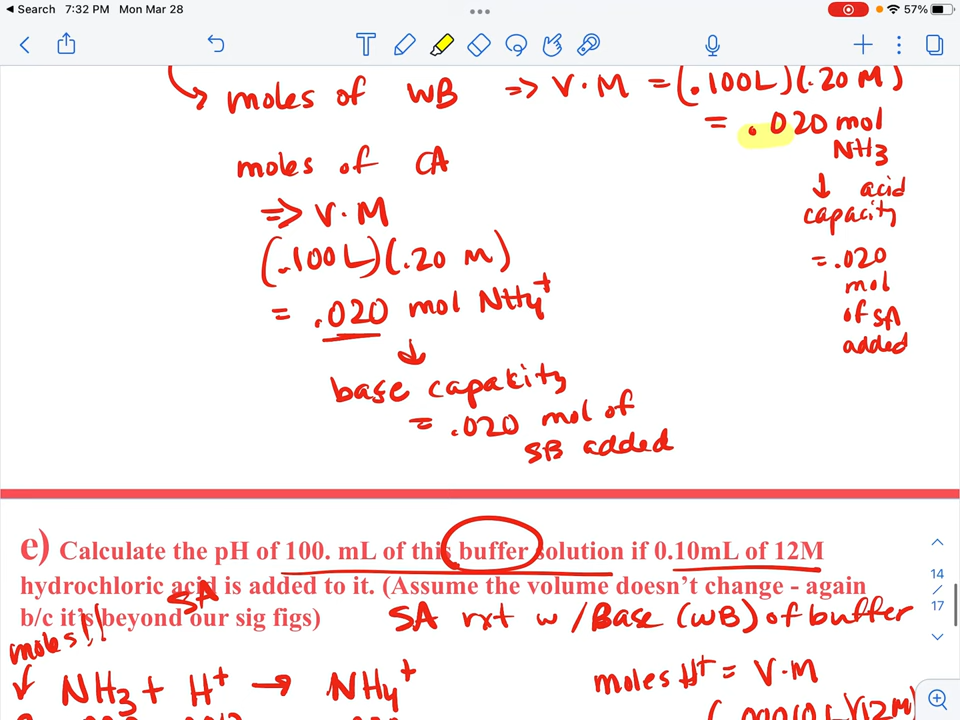 Search 7:32 PM Mon Mar 28 57%
moles of WB => V·M = (.100L)(.20 M)
= .020 mol
NH3
↓ acid
capacity
= .020
mol
of SA
added
moles of CA
=> V·M
(.100L)(.20 M)
= .020 mol NH4+
↓
base capakity
= .020 mol of
SB added
e) Calculate the pH of 100. mL of this buffer solution if 0.10mL of 12M
hydrochloric acid is added to it. (Assume the volume doesn't change - again
SA
b/c it's beyond our sig figs)
SA rxt w/ Base (WB) of buffer
moles!!
NH3 + H+ → NH4+
moles H+ = V·M
14
/
17